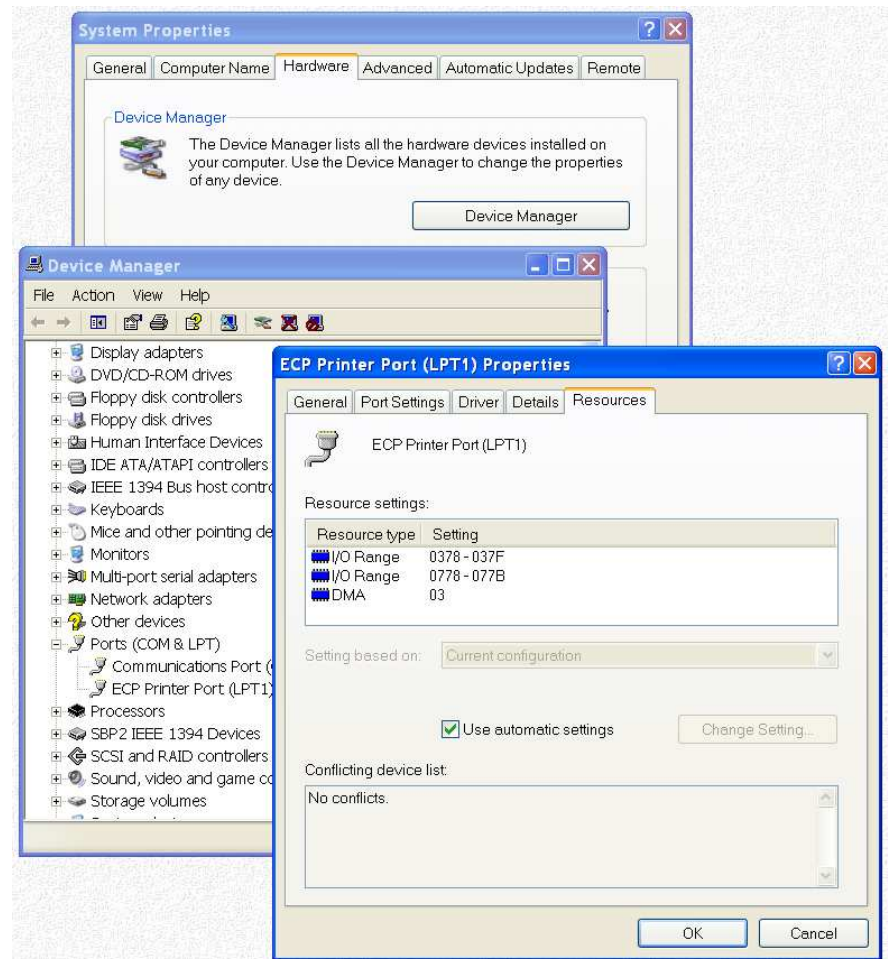 System Properties
General Computer Name Hardware Advanced Automatic Updates Remote
Device Manager
The Device Manager lists all the hardware devices installed on
your computer. Use the Device Manager to change the properties
of any device.
Device Manager
Device Manager
File Action View Help
Display adapters
DVD/CD-ROM drives
Floppy disk controllers
Floppy disk drives
Human Interface Devices
IDE ATA/ATAPI controllers
IEEE 1394 Bus host contro
Keyboards
Mice and other pointing de
Monitors
Multi-port serial adapters
Network adapters
Other devices
Ports (COM & LPT)
Communications Port (
ECP Printer Port (LPT1)
Processors
SBP2 IEEE 1394 Devices
SCSI and RAID controllers
Sound, video and game co
Storage volumes
ECP Printer Port (LPT1) Properties
General Port Settings Driver Details Resources
ECP Printer Port (LPT1)
Resource settings:
Resource type Setting
I/O Range 0378 - 037F
I/O Range 0778 - 077B
DMA 03
Setting based on: Current configuration
Use automatic settings Change Setting...
Conflicting device list:
No conflicts.
OK Cancel